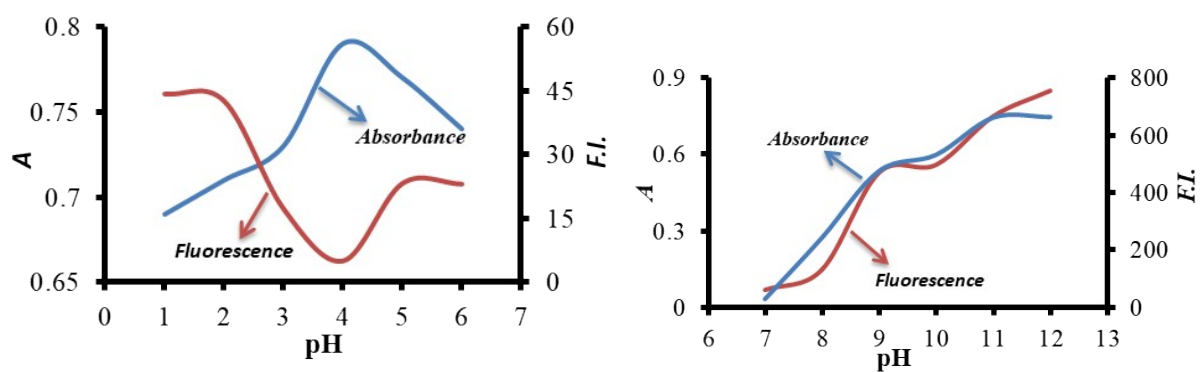 0.8
0.75
0.7
0.65
A
60
45
30
15
0
F.I.
Absorbance
Fluorescence
0 1 2 3 4 5 6 7
pH
0.9
0.6
0.3
0
A
800
600
400
200
0
F.I.
Absorbance
Fluorescence
6 7 8 9 10 11 12 13
pH